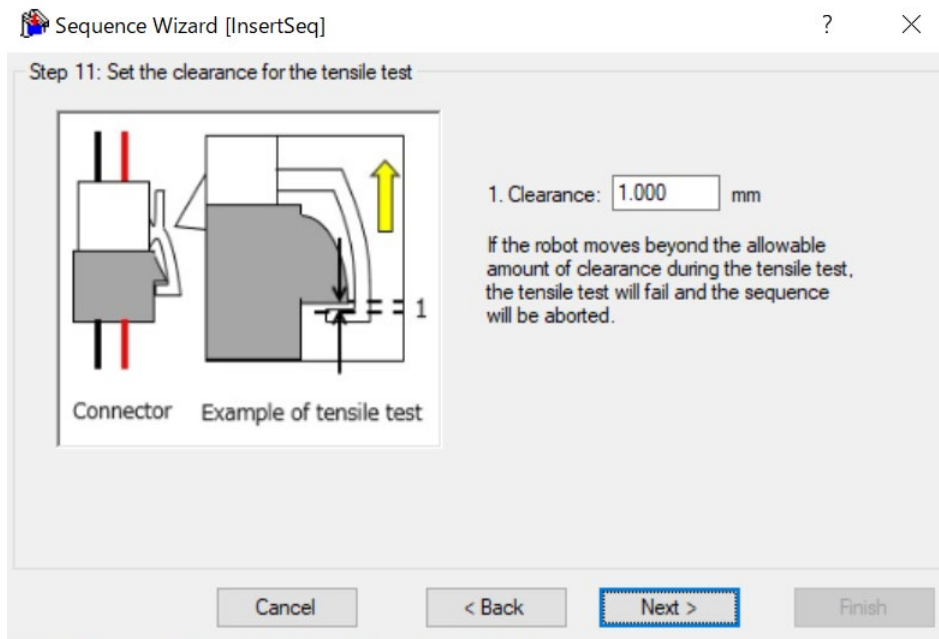 Sequence Wizard [InsertSeq]
?
Step 11: Set the clearance for the tensile test
1. Clearance: 1.000 mm
If the robot moves beyond the allowable
amount of clearance during the tensile test,
the tensile test will fail and the sequence
will be aborted.
1
Connector Example of tensile test
Cancel < Back Next > Finish